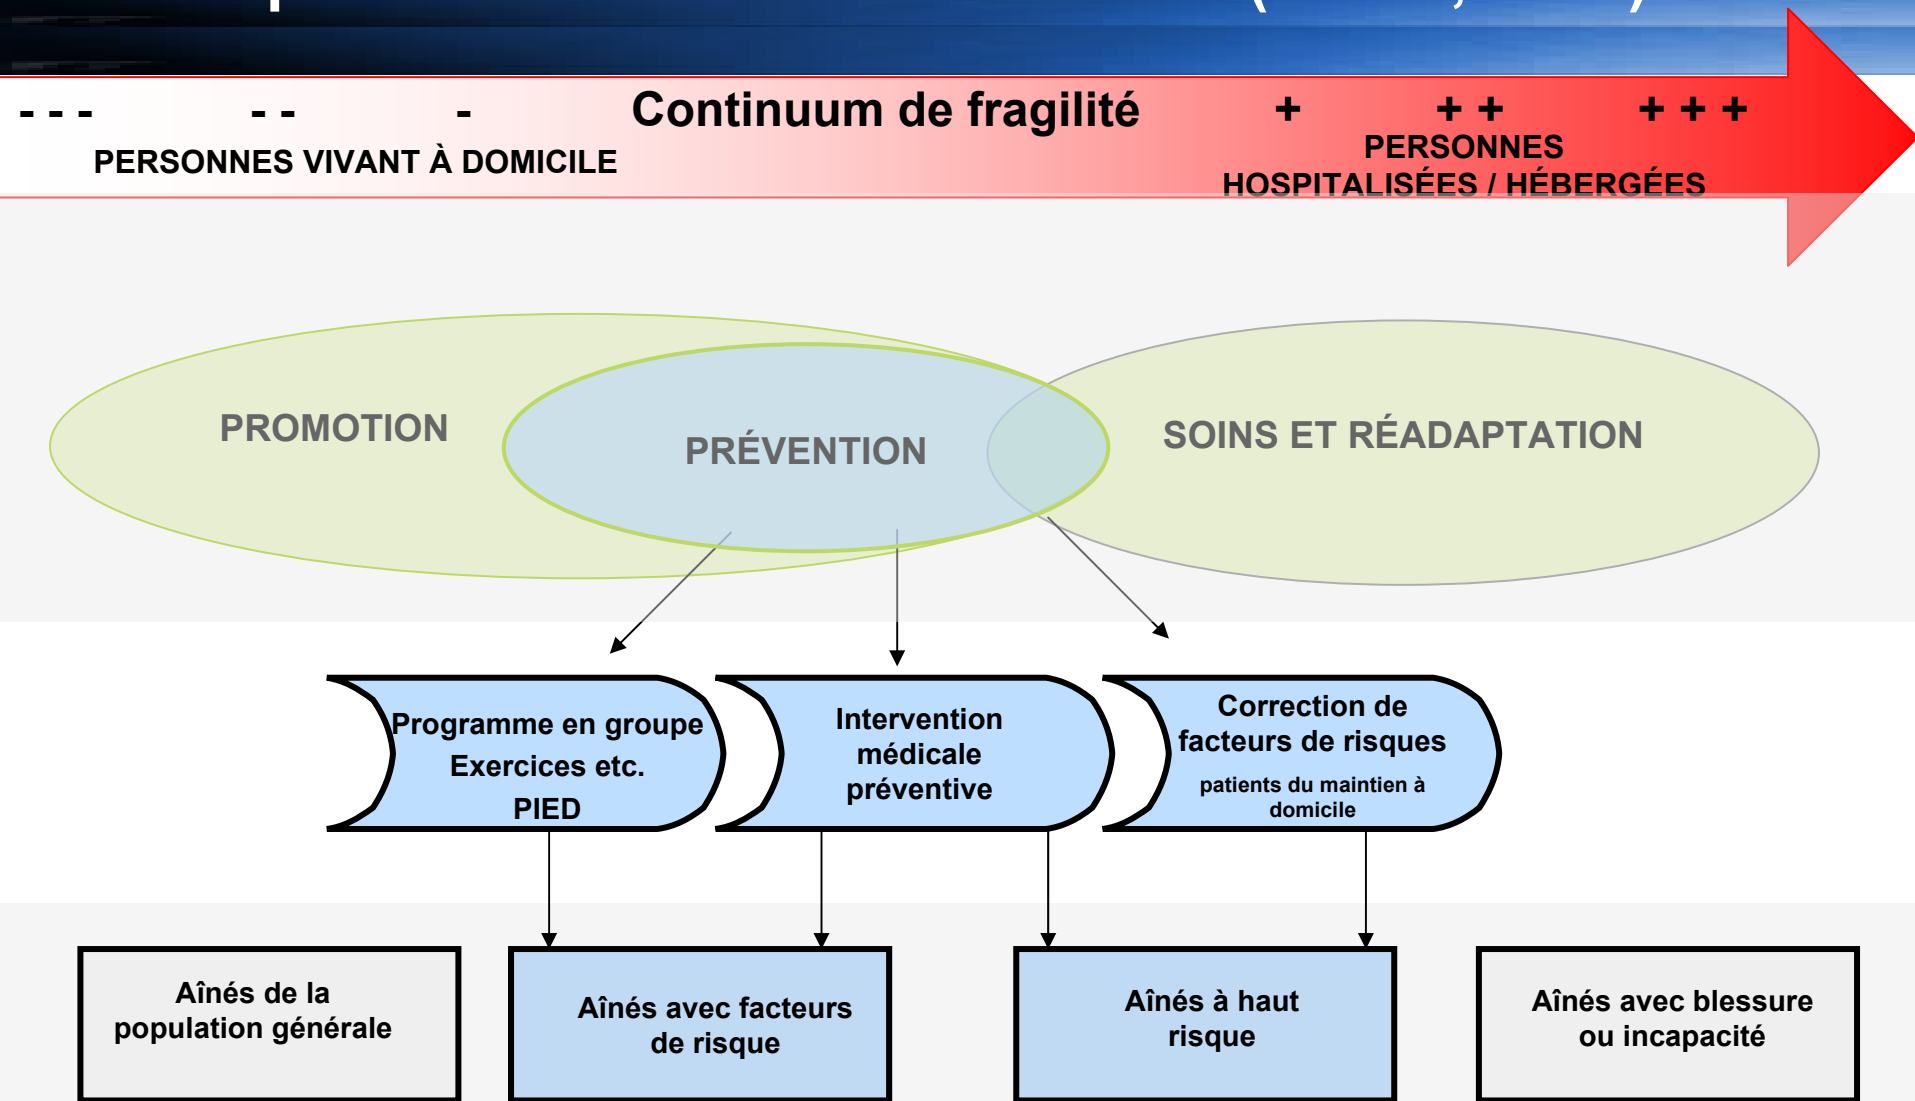 - - - - - - Continuum de fragilité + + + + + +
PERSONNES VIVANT À DOMICILE
PERSONNES
HOSPITALISÉES / HÉBERGÉES
PROMOTION
PRÉVENTION
SOINS ET RÉADAPTATION
Programme en groupe
Exercices etc.
PIED
Intervention
médicale
préventive
Correction de
facteurs de risques
patients du maintien à
domicile
Aînés de la
population générale
Aînés avec facteurs
de risque
Aînés à haut
risque
Aînés avec blessure
ou incapacité